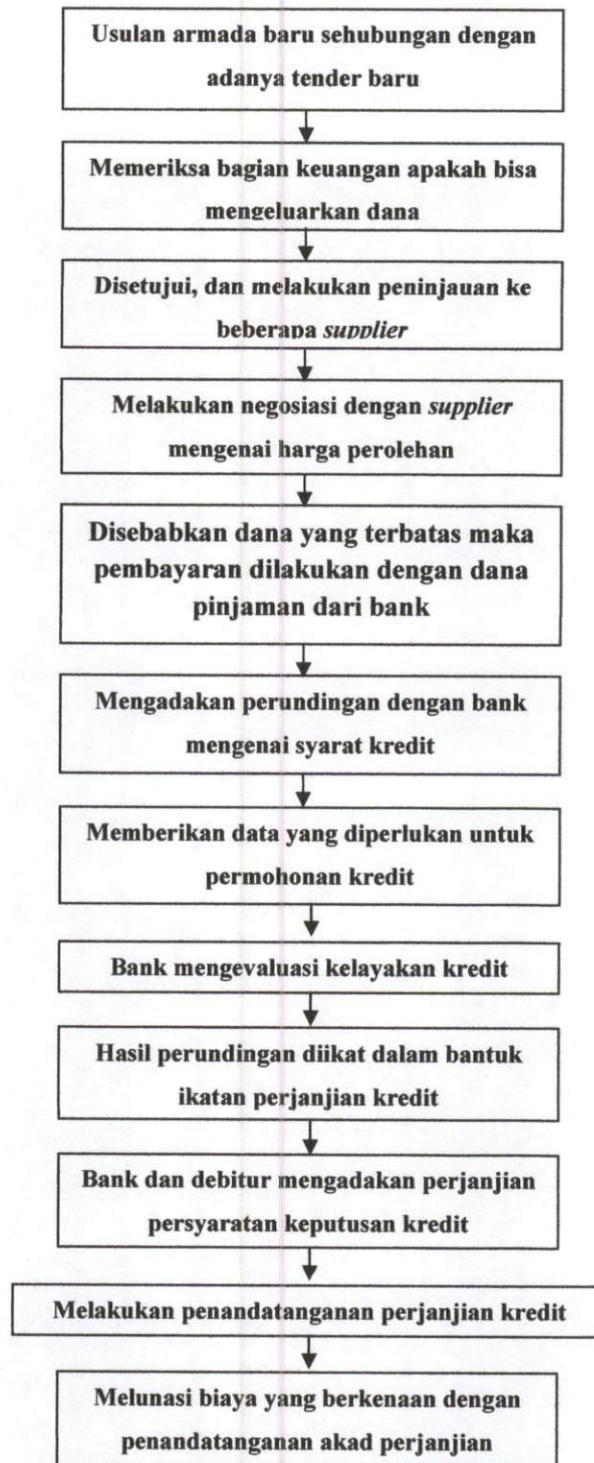 Usulan armada baru sehubungan dengan
adanya tender baru
Memeriksa bagian keuangan apakah bisa
mengeluarkan dana
Disetujui, dan melakukan peninjauan ke
beberapa supplier
Melakukan negosiasi dengan supplier
mengenai harga perolehan
Disebabkan dana yang terbatas maka
pembayaran dilakukan dengan dana
pinjaman dari bank
Mengadakan perundingan dengan bank
mengenai syarat kredit
Memberikan data yang diperlukan untuk
permohonan kredit
Bank mengevaluasi kelayakan kredit
Hasil perundingan diikat dalam bantuk
ikatan perjanjian kredit
Bank dan debitur mengadakan perjanjian
persyaratan keputusan kredit
Melakukan penandatanganan perjanjian kredit
Melunasi biaya yang berkenaan dengan
penandatanganan akad perjanjian